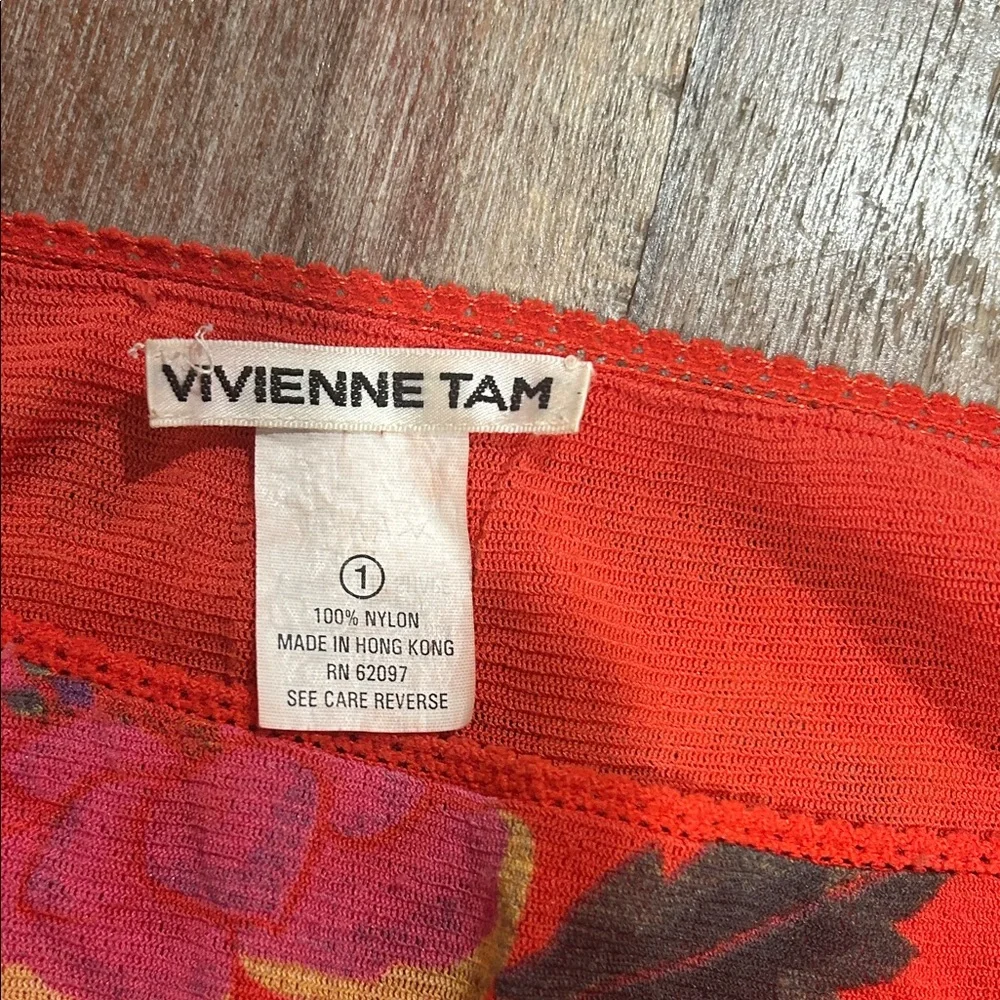 ViVIENNE TAM
1
100% NYLON
MADE IN HONG KONG
RN 62097
SEE CARE REVERSE